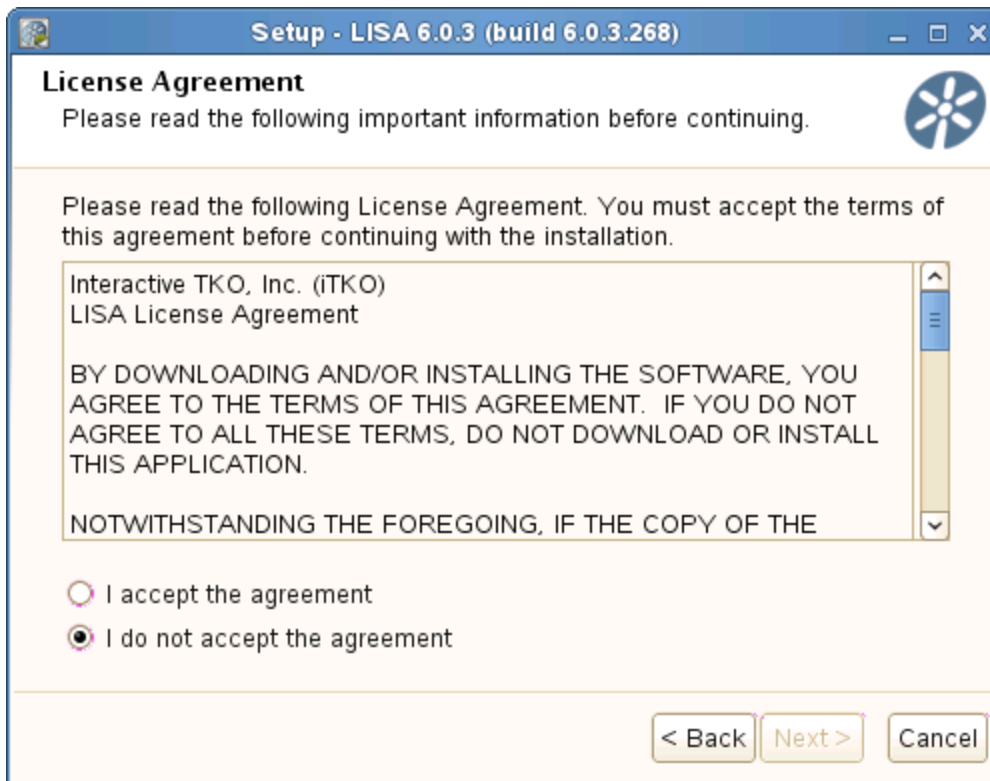 Setup - LISA 6.0.3 (build 6.0.3.268)
License Agreement
Please read the following important information before continuing.
Please read the following License Agreement. You must accept the terms of
this agreement before continuing with the installation.
Interactive TKO, Inc. (iTKO)
LISA License Agreement
BY DOWNLOADING AND/OR INSTALLING THE SOFTWARE, YOU
AGREE TO THE TERMS OF THIS AGREEMENT.  IF YOU DO NOT
AGREE TO ALL THESE TERMS, DO NOT DOWNLOAD OR INSTALL
THIS APPLICATION.
NOTWITHSTANDING THE FOREGOING, IF THE COPY OF THE
I accept the agreement
I do not accept the agreement
< Back Next > Cancel